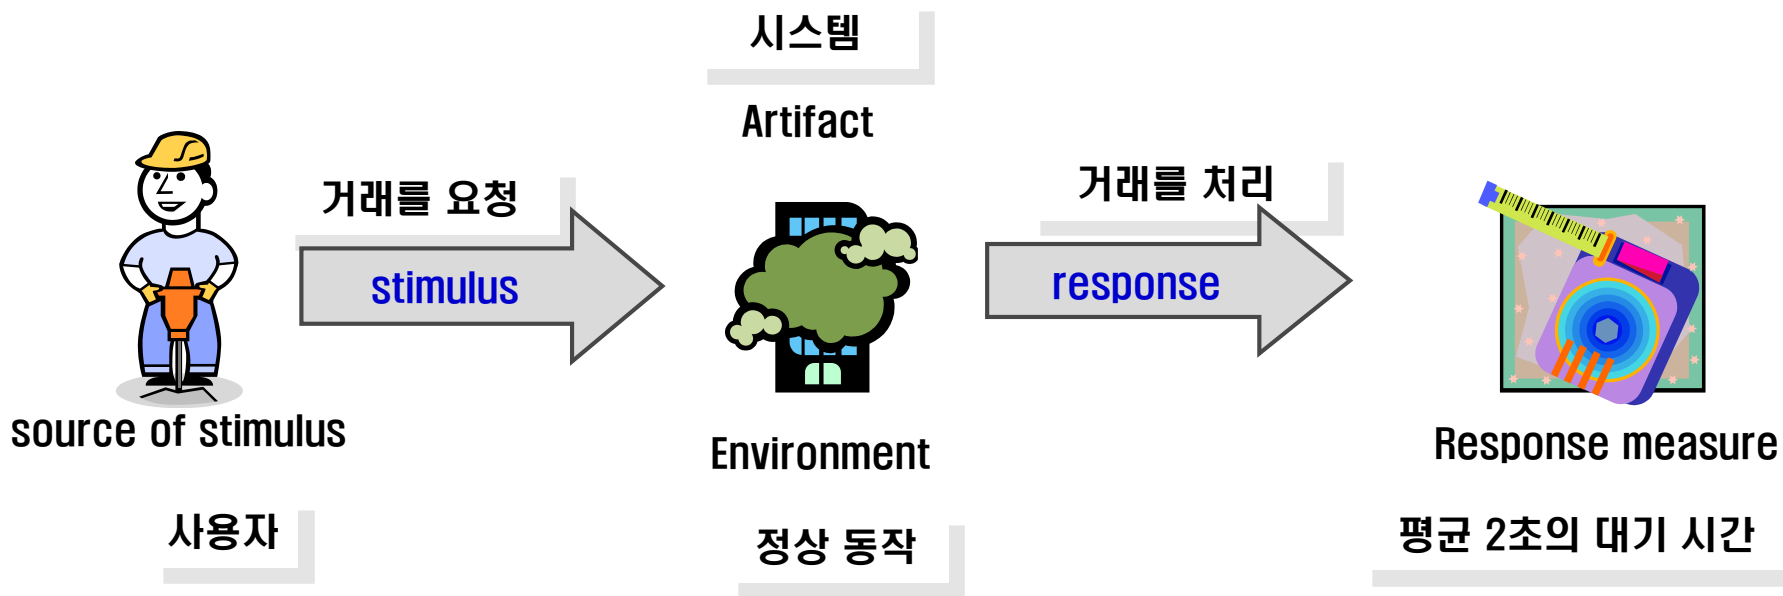 시스템
Artifact
거래를 요청
거래를 처리
stimulus
response
source of stimulus
Environment
Response measure
사용자
정상 동작
평균 2초의 대기 시간